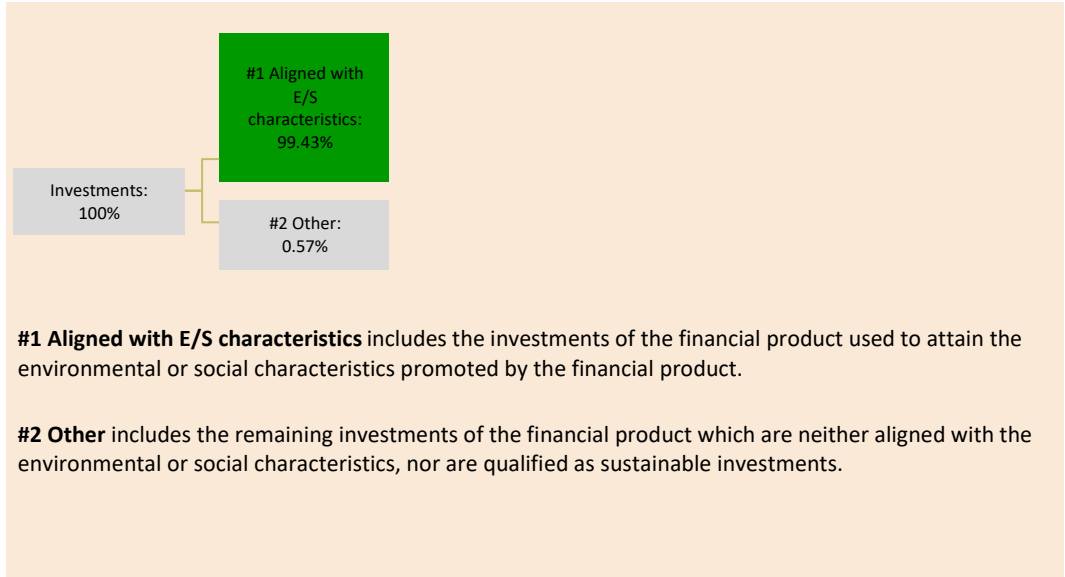 #1 Aligned with
E/S
characteristics:
99.43%
Investments:
100%
#2 Other:
0.57%
#1 Aligned with E/S characteristics includes the investments of the financial product used to attain the
environmental or social characteristics promoted by the financial product.
#2 Other includes the remaining investments of the financial product which are neither aligned with the
environmental or social characteristics, nor are qualified as sustainable investments.